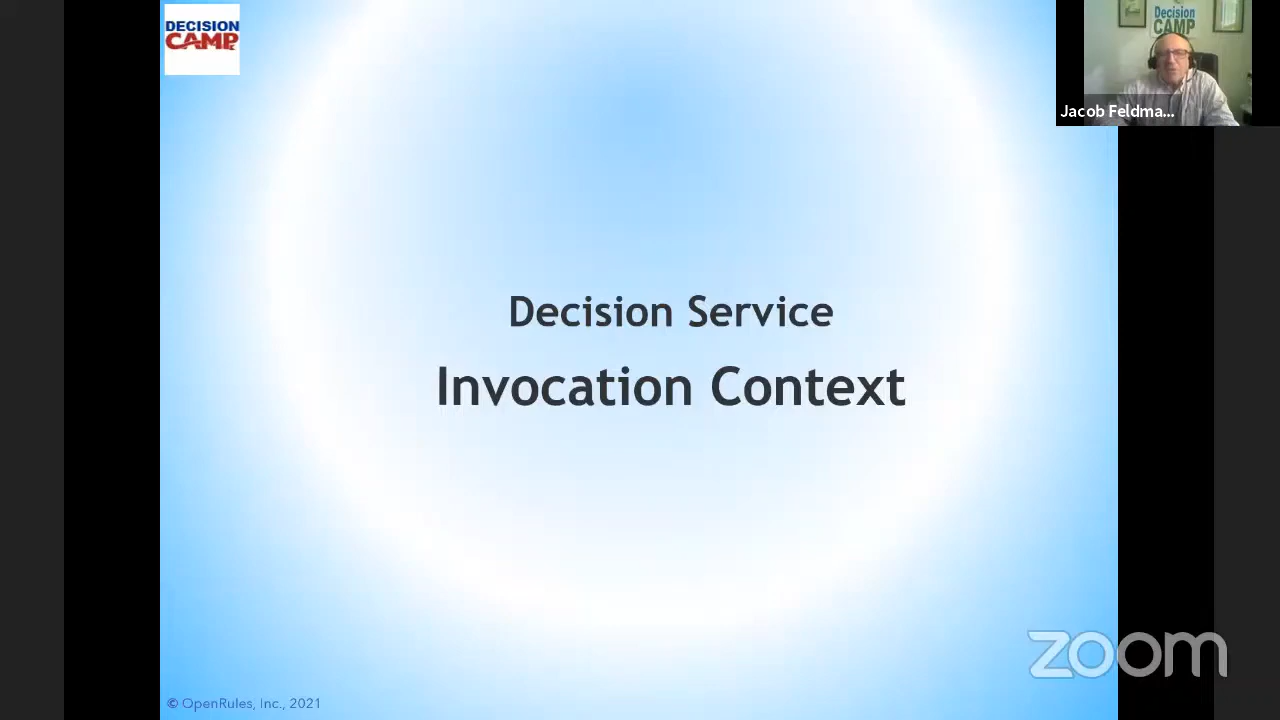 DECISION
CAMP
Decision
CAMP
Jacob Feldma...
Decision Service
Invocation Context
zoom
© OpenRules, Inc., 2021